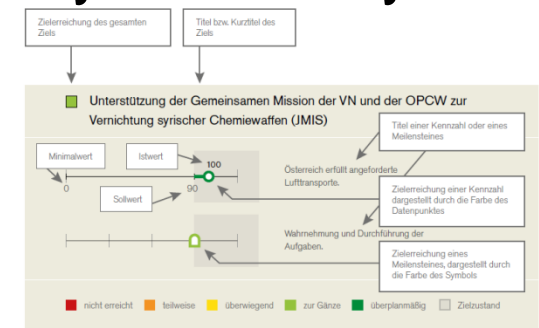 Zielerreichung des gesamten
Ziels
Titel bzw. Kurztitel des
Ziels
Unterstützung der Gemeinsamen Mission der VN und der OPCW zur
Vernichtung syrischer Chemiewaffen (JMIS)
Titel einer Kennzahl oder eines
Meilensteines
Minimalwert
Istwert
100
0
90
Sollwert
Österreich erfüllt angeforderte
Lufttransporte.
Zielerreichung einer Kennzahl
dargestellt durch die Farbe des
Datenpunktes
Wahrnehmung und Durchführung der
Aufgaben.
Zielerreichung eines
Meilensteines, dargestellt durch
die Farbe des Symbols
nicht erreicht teilweise überwiegend zur Gänze überplanmäßig Zielzustand